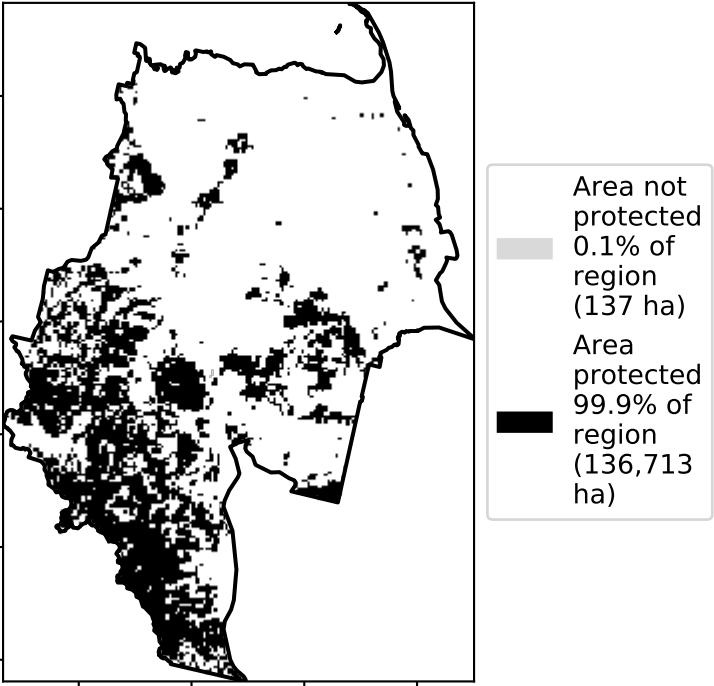 Area not
protected
0.1% of
region
(137 ha)
Area
protected
99.9% of
region
(136,713
ha)